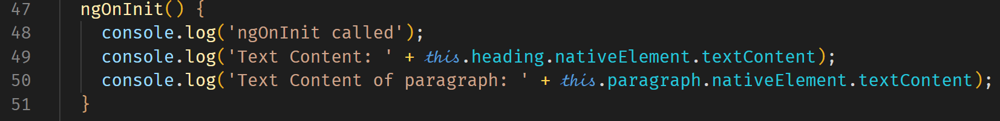 47 ngOnInit() {
48 console.log('ngOnInit called');
49 console.log('Text Content: ' + this.heading.nativeElement.textContent);
50 console.log('Text Content of paragraph: ' + this.paragraph.nativeElement.textContent);
51 }